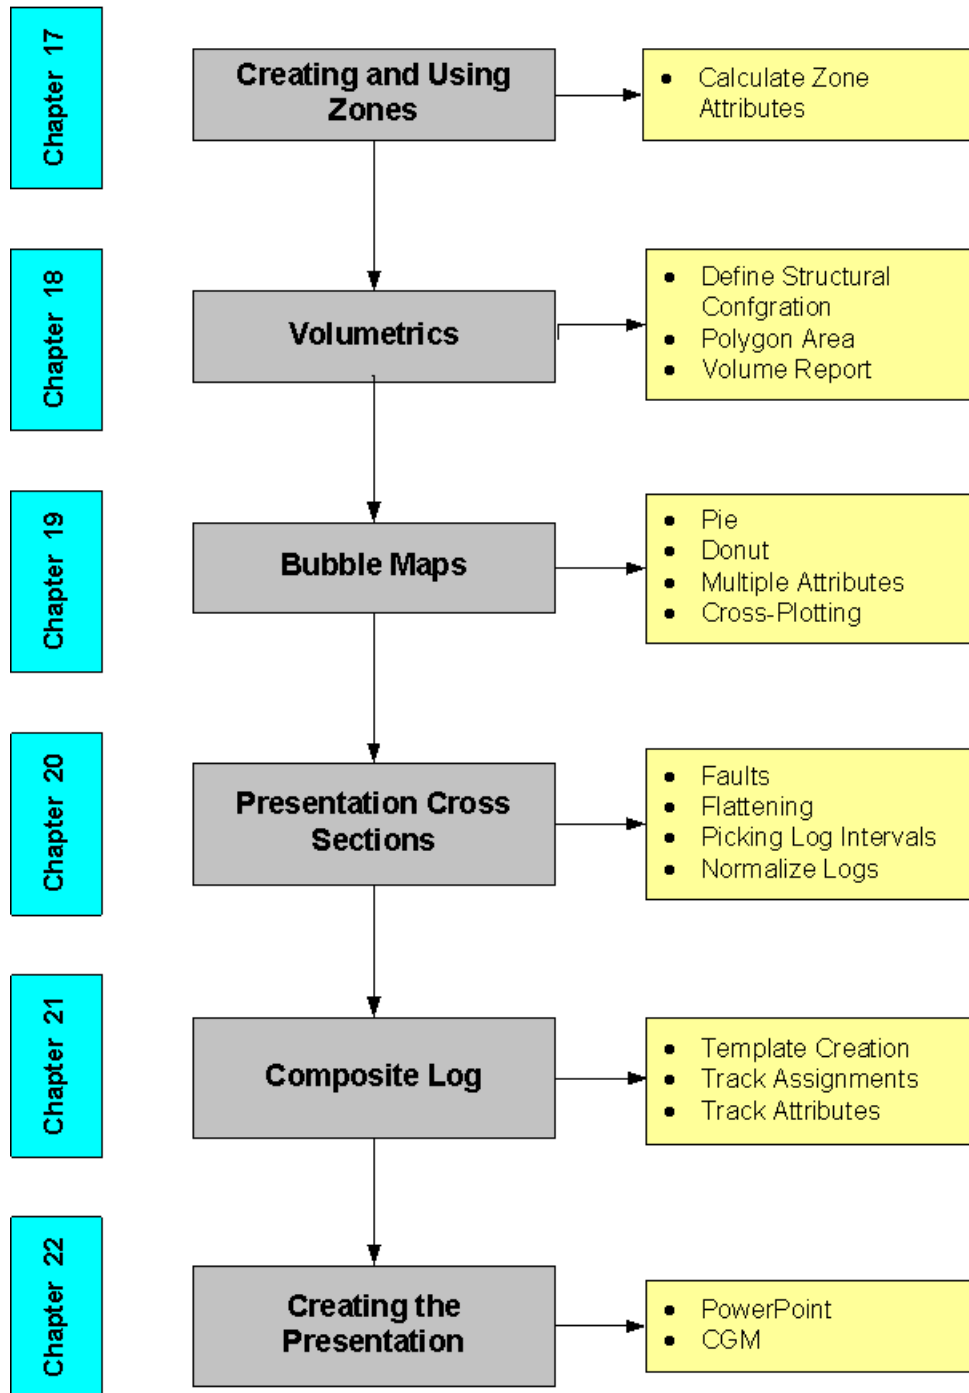 Chapter 17
Creating and Using
Zones
• Calculate Zone
Attributes
Chapter 18
Volumetrics
• Define Structural
Confgration
• Polygon Area
• Volume Report
Chapter 19
Bubble Maps
• Pie
• Donut
• Multiple Attributes
• Cross-Plotting
Chapter 20
Presentation Cross
Sections
• Faults
• Flattening
• Picking Log Intervals
• Normalize Logs
Chapter 21
Composite Log
• Template Creation
• Track Assignments
• Track Attributes
Chapter 22
Creating the
Presentation
• PowerPoint
• CGM